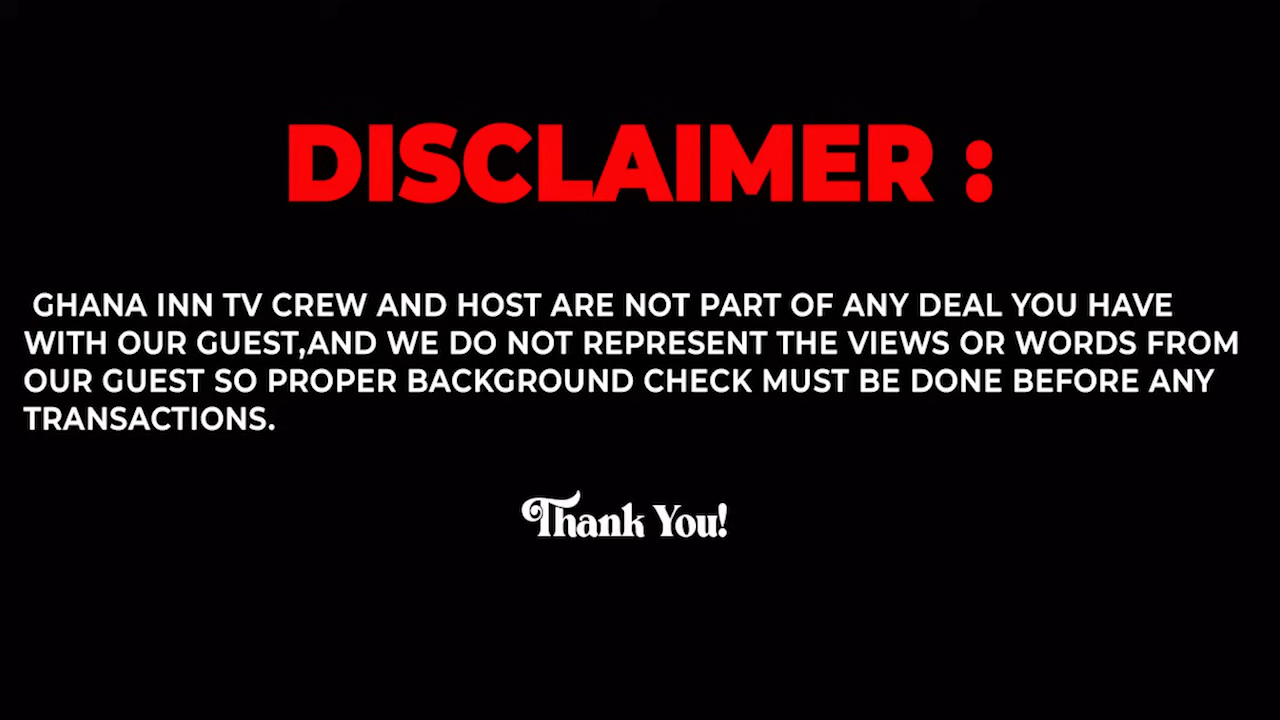 DISCLAIMER :
GHANA INN TV CREW AND HOST ARE NOT PART OF ANY DEAL YOU HAVE
WITH OUR GUEST,AND WE DO NOT REPRESENT THE VIEWS OR WORDS FROM
OUR GUEST SO PROPER BACKGROUND CHECK MUST BE DONE BEFORE ANY
TRANSACTIONS.
Thank You!